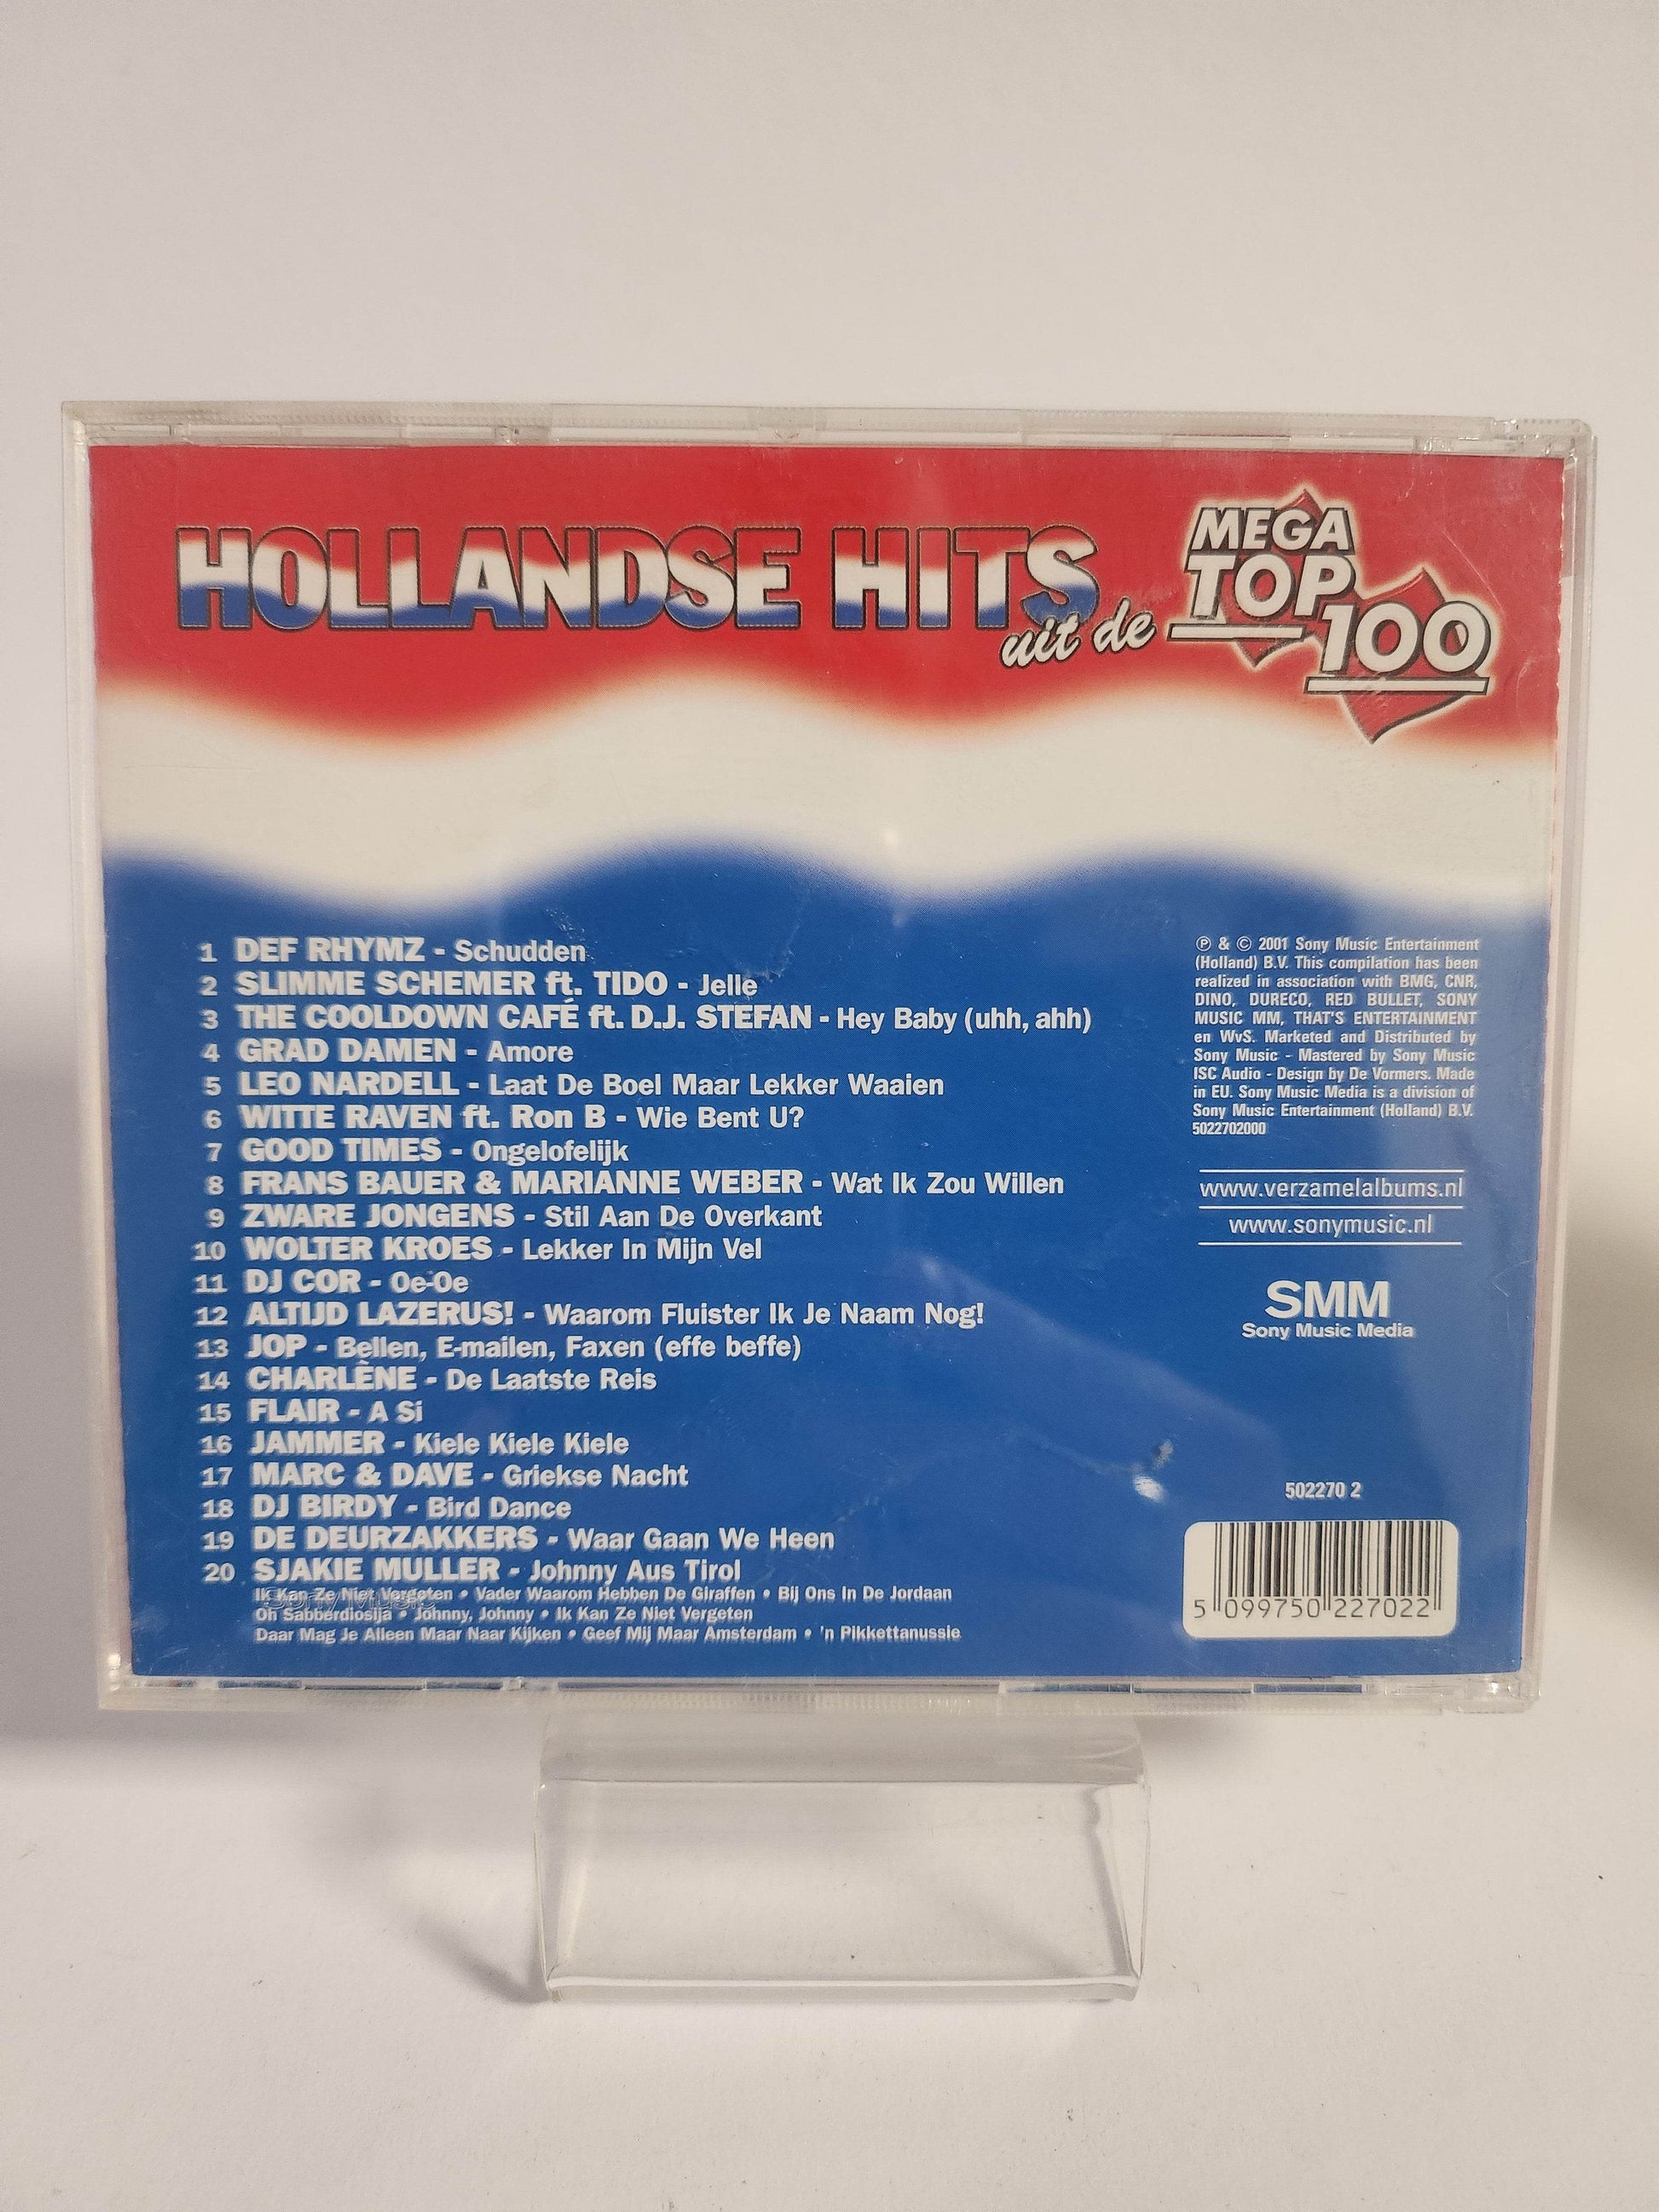 HOLLANDSE HITS
uit de
MEGA
TOP
100
1 DEF RHYMZ - Schudden
2 SLIMME SCHEMER ft. TIDO - Jelle
3 THE COOLDOWN CAFÉ ft. D.J. STEFAN - Hey Baby (uhh, ahh)
4 GRAD DAMEN - Amore
5 LEO NARDELL - Laat De Boel Maar Lekker Waaien
6 WITTE RAVEN ft. Ron B - Wie Bent U?
7 GOOD TIMES - Ongelofelijk
8 FRANS BAUER & MARIANNE WEBER - Wat Ik Zou Willen
9 ZWARE JONGENS - Stil Aan De Overkant
10 WOLTER KROES - Lekker In Mijn Vel
11 DJ COR - Oe-Oe
12 ALTIJD LAZERUS! - Waarom Fluister Ik Je Naam Nog!
13 JOP - Bellen, E-mailen, Faxen (effe beffe)
14 CHARLÈNE - De Laatste Reis
15 FLAIR - A Si
16 JAMMER - Kiele Kiele Kiele
17 MARC & DAVE - Griekse Nacht
18 DJ BIRDY - Bird Dance
19 DE DEURZAKKERS - Waar Gaan We Heen
20 SJAKIE MULLER - Johnny Aus Tirol
Ik Kan Ze Niet Vergeten • Vader Waarom Hebben De Giraffen • Bij Ons In De Jordaan
Oh Sabberdiosija • Johnny, Johnny • Ik Kan Ze Niet Vergeten
Daar Mag Je Alleen Maar Naar Kijken • Geef Mij Maar Amsterdam • 'n Pikkettanussie
Sony Music
℗ & © 2001 Sony Music Entertainment
(Holland) B.V. This compilation has been
realized in association with BMG, CNR,
DINO, DURECO, RED BULLET, SONY
MUSIC MM, THAT'S ENTERTAINMENT
en WvS. Marketed and Distributed by
Sony Music - Mastered by Sony Music
ISC Audio - Design by De Vormers. Made
in EU. Sony Music Media is a division of
Sony Music Entertainment (Holland) B.V.
5022702000
www.verzamelalbums.nl
www.sonymusic.nl
SMM
Sony Music Media
502270 2
5 099750 227022